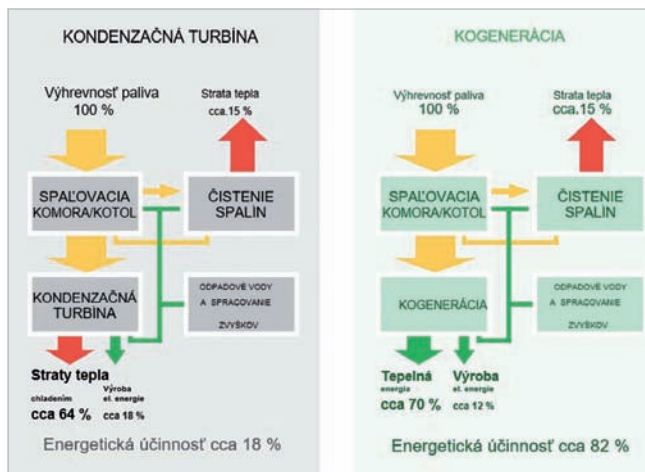 KONDENZAČNÁ TURBÍNA
Výhrevnosť paliva
100 %
Strata tepla
cca.15 %
SPAĽOVACIA
KOMORA/KOTOL
ČISTENIE
SPALÍN
KONDENZAČNÁ
TURBÍNA
ODPADOVÉ VODY
A SPRACOVANIE
ZVYŠKOV
Straty tepla
chladením
cca 64 %
Výroba
el. energie
cca 18 %
Energetická účinnosť cca 18 %
KOGENERÁCIA
Výhrevnosť paliva
100 %
Strata tepla
cca.15 %
SPAĽOVACIA
KOMORA/KOTOL
ČISTENIE
SPALÍN
KOGENERÁCIA
ODPADOVÉ VODY
A SPRACOVANIE
ZVYŠKOV
Tepelná
energia
cca 70 %
Výroba
el. energie
cca 12 %
Energetická účinnosť cca 82 %